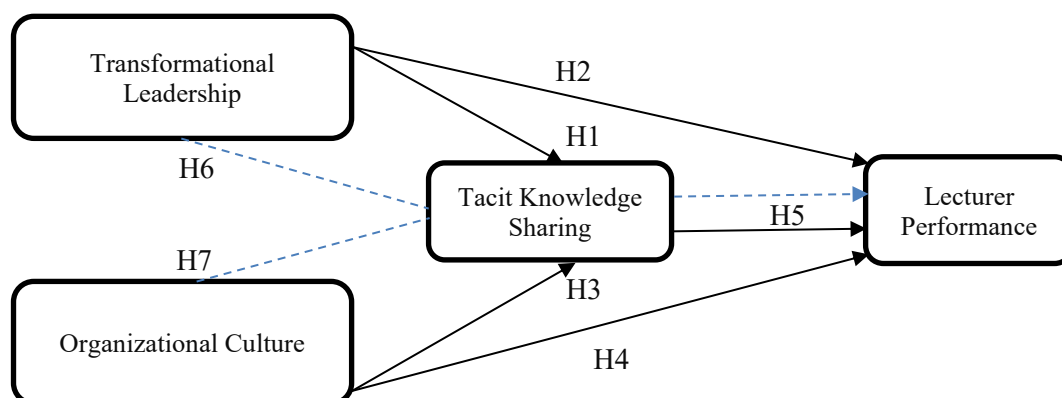 Transformational
Leadership
H2
H1
H6
Tacit Knowledge
Sharing
Lecturer
Performance
H5
H7
H3
Organizational Culture
H4